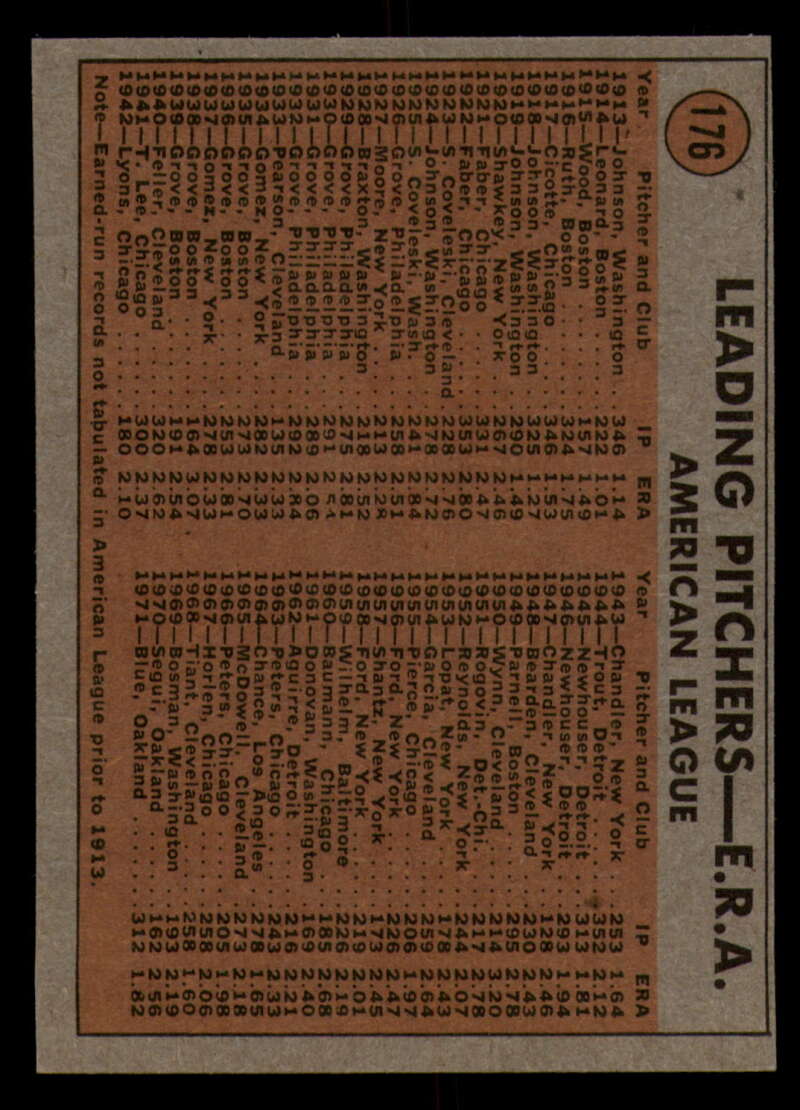 176
LEADING PITCHERS—E.R.A.
AMERICAN LEAGUE
Year Pitcher and Club IP ERA
1913—Johnson, Washington . . 346 1.14
1914—Leonard, Boston . . . . . 222 1.01
1915—Wood, Boston . . . . . . . 157 1.49
1916—Ruth, Boston . . . . . . . . 324 1.75
1917—Cicotte, Chicago . . . . . 346 1.53
1918—Johnson, Washington . . 325 1.27
1919—Johnson, Washington . . 290 1.49
1920—Shawkey, New York . . . 267 2.46
1921—Faber, Chicago . . . . . . 331 2.47
1922—Faber, Chicago . . . . . . 353 2.80
1923—S. Coveleski, Cleveland . 228 2.76
1924—Johnson, Washington . . 278 2.72
1925—S. Coveleski, Wash. . . . 241 2.84
1926—Grove, Philadelphia . . . 258 2.51
1927—Moore, New York . . . . . 213 2.28
1928—Braxton, Washington . . 218 2.52
1929—Grove, Philadelphia . . . 275 2.81
1930—Grove, Philadelphia . . . 291 2.54
1931—Grove, Philadelphia . . . 289 2.06
1932—Grove, Philadelphia . . . 292 2.84
1933—Pearson, Cleveland . . . 135 2.33
1934—Gomez, New York . . . . 282 2.33
1935—Grove, Boston . . . . . . . 273 2.70
1936—Grove, Boston . . . . . . . 253 2.81
1937—Gomez, New York . . . . 278 2.33
1938—Grove, Boston . . . . . . . 164 3.07
1939—Grove, Boston . . . . . . . 191 2.54
1940—Feller, Cleveland . . . . . 320 2.62
1941—T. Lee, Chicago . . . . . . 300 2.37
1942—Lyons, Chicago . . . . . . 180 2.10
Year Pitcher and Club IP ERA
1943—Chandler, New York . . . 253 1.64
1944—Trout, Detroit . . . . . . . 352 2.12
1945—Newhouser, Detroit . . . 313 1.81
1946—Newhouser, Detroit . . . 293 1.94
1947—Chandler, New York . . . 128 2.46
1948—Bearden, Cleveland . . . 230 2.43
1949—Parnell, Boston . . . . . . 295 2.78
1950—Wynn, Cleveland . . . . . 214 3.20
1951—Rogovin, Det.-Chi. . . . . 217 2.78
1952—Reynolds, New York . . . 244 2.07
1953—Lopat, New York . . . . . 178 2.43
1954—Garcia, Cleveland . . . . 259 2.64
1955—Pierce, Chicago . . . . . . 206 1.97
1956—Ford, New York . . . . . . 226 2.47
1957—Shantz, New York . . . . 173 2.45
1958—Ford, New York . . . . . . 219 2.01
1959—Wilhelm, Baltimore . . . 226 2.19
1960—Baumann, Chicago . . . . 185 2.68
1961—Donovan, Washington . . 169 2.40
1962—Aguirre, Detroit . . . . . . 216 2.21
1963—Peters, Chicago . . . . . . 243 2.33
1964—Chance, Los Angeles . . 278 1.65
1965—McDowell, Cleveland . . 273 2.18
1966—Peters, Chicago . . . . . . 205 1.98
1967—Horlen, Chicago . . . . . . 258 2.06
1968—Tiant, Cleveland . . . . . 258 1.60
1969—Bosman, Washington . . 193 2.19
1970—Segui, Oakland . . . . . . 162 2.56
1971—Blue, Oakland . . . . . . . 312 1.82
Note—Earned-run records not tabulated in American League prior to 1913.